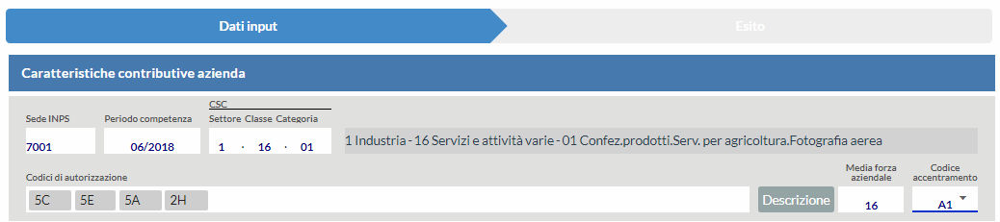 Dati input
Esito
Caratteristiche contributive azienda
CSC
Sede INPS Periodo competenza Settore Classe Categoria
7001 06/2018 1 · 16 · 01 1 Industria - 16 Servizi e attività varie - 01 Confez.prodotti.Serv. per agricoltura.Fotografia aerea
Codici di autorizzazione
Media forza aziendale
Codice accentramento
5C 5E 5A 2H Descrizione 16 A1